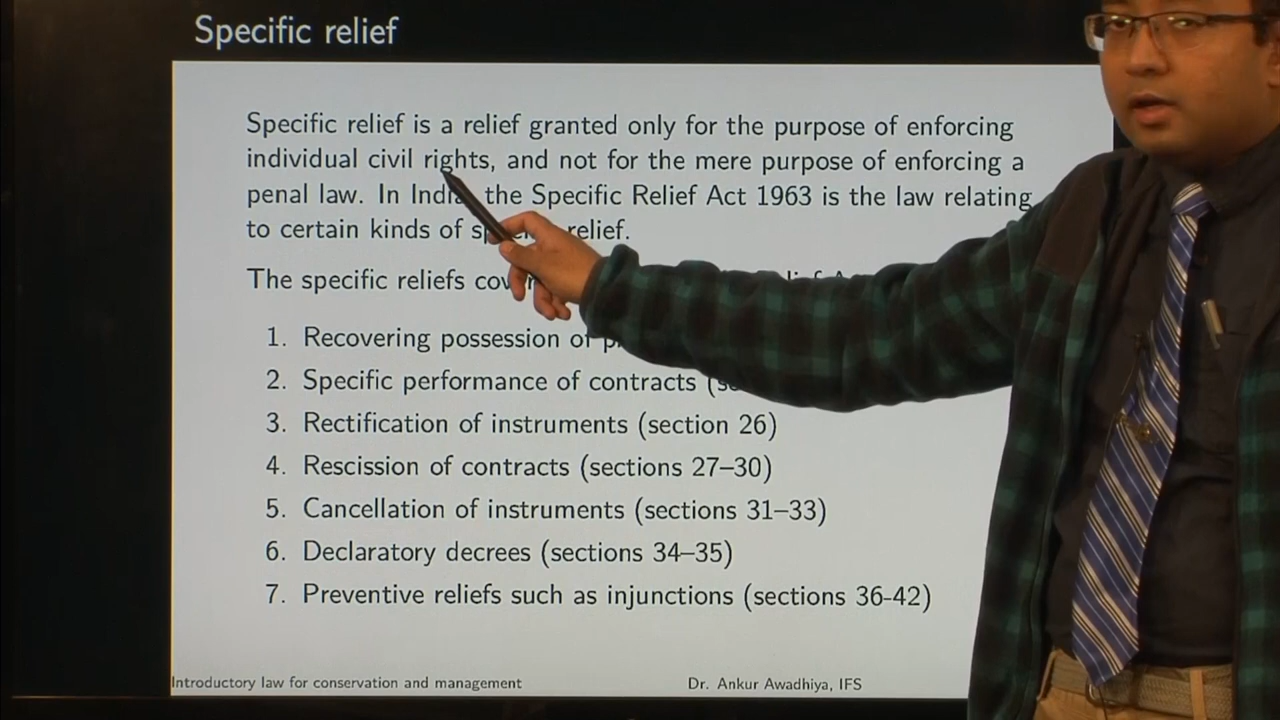 Specific relief
Specific relief is a relief granted only for the purpose of enforcing
individual civil rights, and not for the mere purpose of enforcing a
penal law. In India, the Specific Relief Act 1963 is the law relating
to certain kinds of relief.
The specific reliefs
1. Recovering possession of
2. Specific performance of contracts
3. Rectification of instruments (section 26)
4. Rescission of contracts (sections 27–30)
5. Cancellation of instruments (sections 31–33)
6. Declaratory decrees (sections 34–35)
7. Preventive reliefs such as injunctions (sections 36-42)
Introductory law for conservation and management
Dr. Ankur Awadhiya, IFS